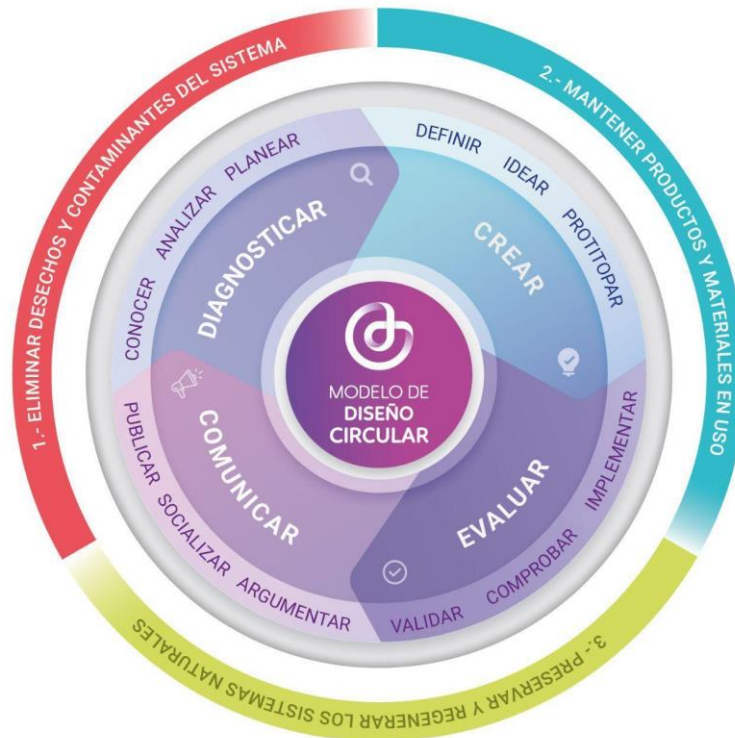 1.- ELIMINAR DESECHOS Y CONTAMINANTES DEL SISTEMA
2.- MANTENER PRODUCTOS Y MATERIALES EN USO
3.- PRESERVAR Y REGENERAR LOS SISTEMAS NATURALES
CONOCER ANALIZAR PLANEAR
DIAGNOSTICAR
DEFINIR IDEAR PROTITOPAR
CREAR
IMPLEMENTAR COMPROBAR VALIDAR
EVALUAR
ARGUMENTAR SOCIALIZAR PUBLICAR
COMUNICAR
MODELO DE
DISEÑO
CIRCULAR